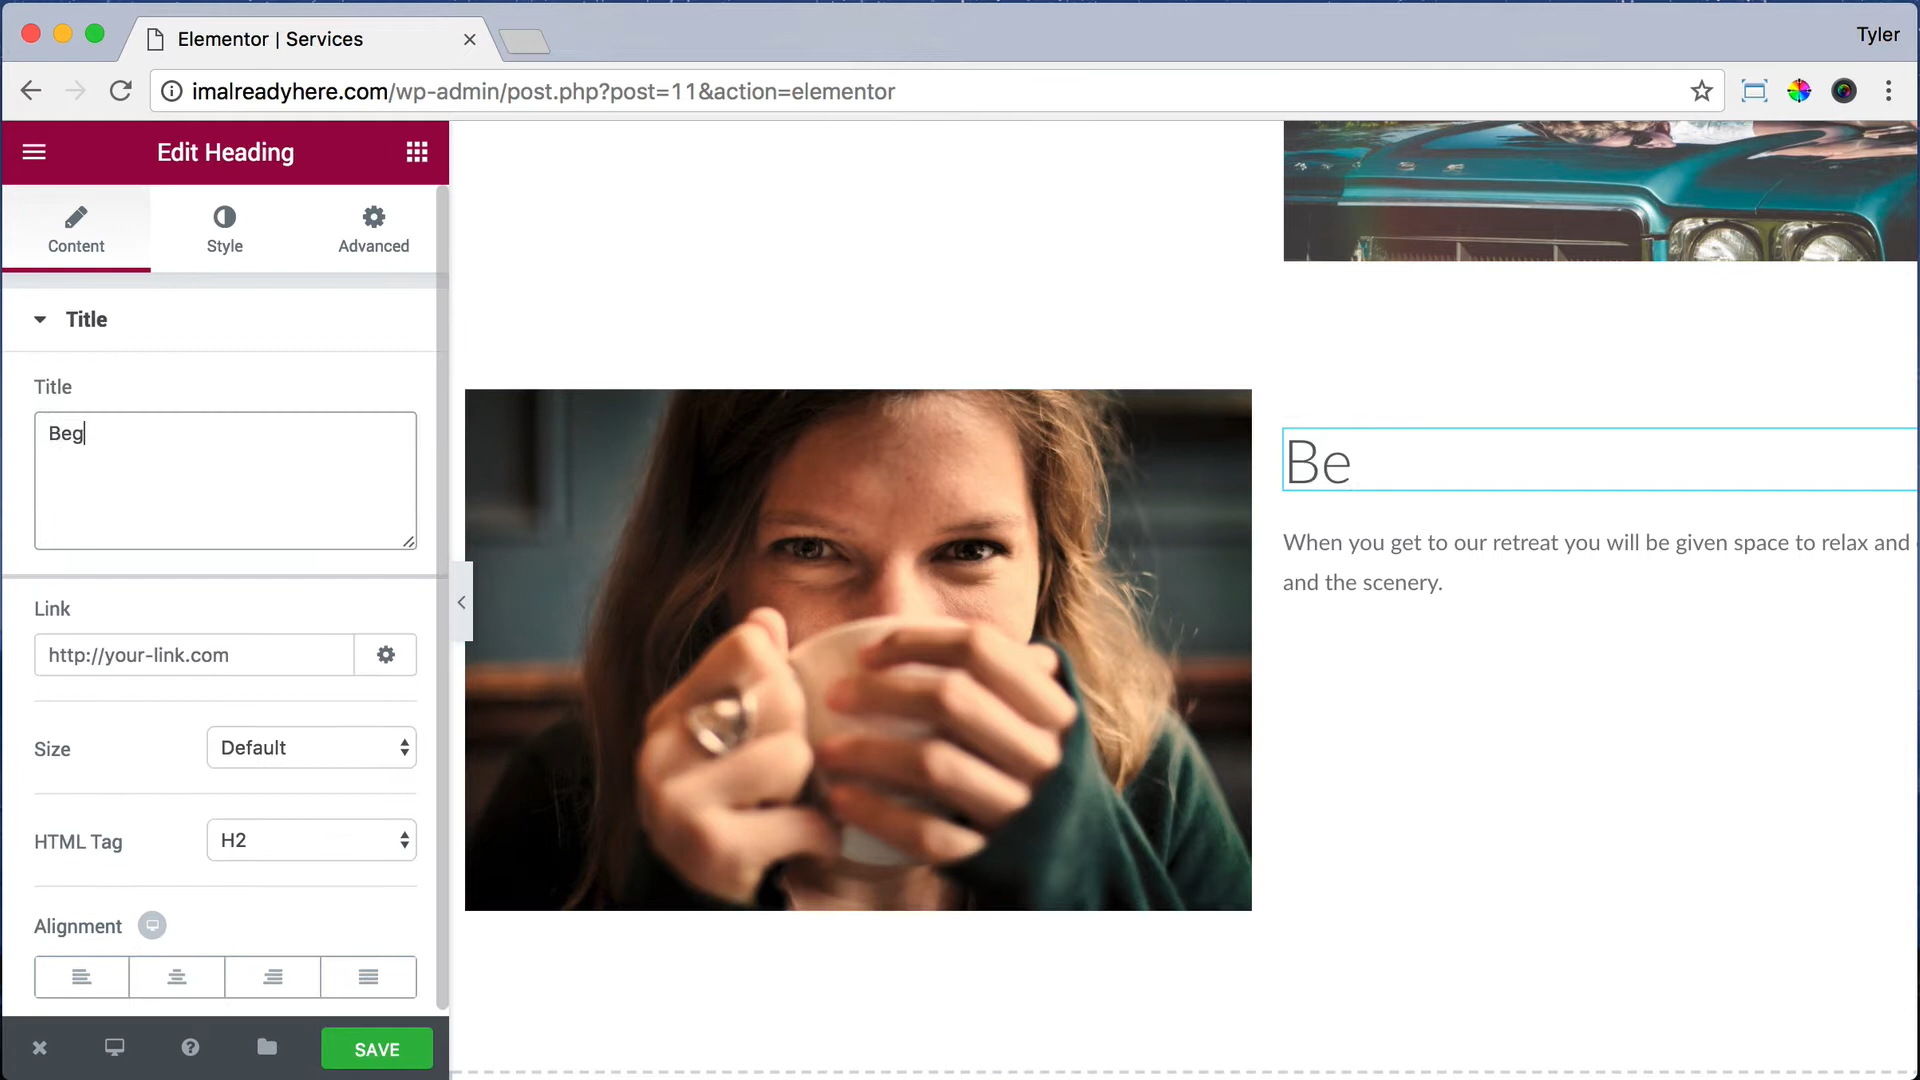 Elementor | Services
Tyler
imalreadyhere.com/wp-admin/post.php?post=11&action=elementor
Edit Heading
Content
Style
Advanced
Title
Title
Beg
Be
When you get to our retreat you will be given space to relax and
and the scenery.
Link
http://your-link.com
Size
Default
HTML Tag
H2
Alignment
SAVE